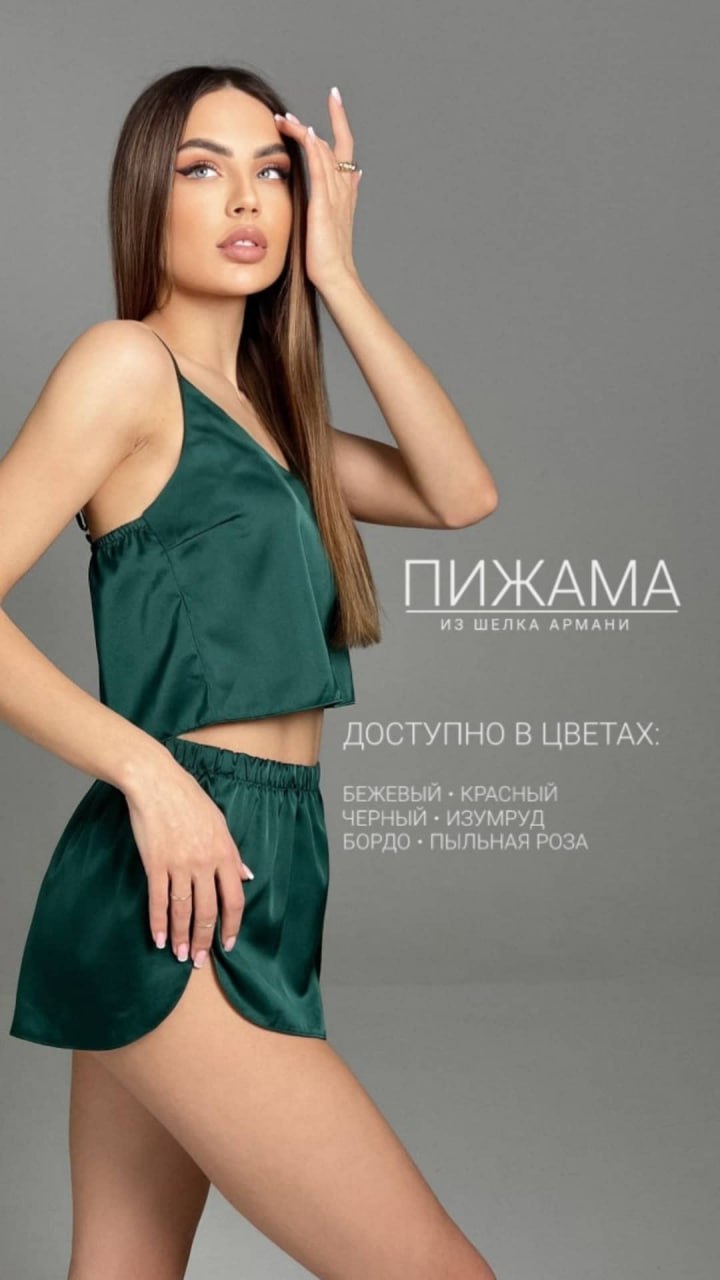 ПИЖАМА
ИЗ ШЕЛКА АРМАНИ
ДОСТУПНО В ЦВЕТАХ:
БЕЖЕВЫЙ • КРАСНЫЙ
ЧЕРНЫЙ • ИЗУМРУД
БОРДО • ПЫЛЬНАЯ РОЗА